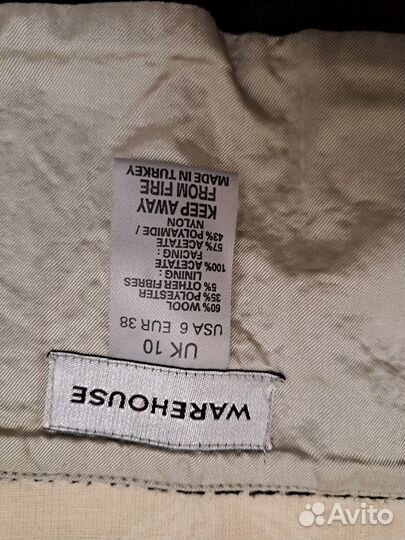 WAREHOUSE
UK 10
USA 6 EUR 38
60% WOOL
35% POLYESTER
5% OTHER FIBRES
LINING :
100% ACETATE
FACING :
57% ACETATE
43% POLYAMIDE /
NYLON
KEEP AWAY
FROM FIRE
MADE IN TURKEY
Avito